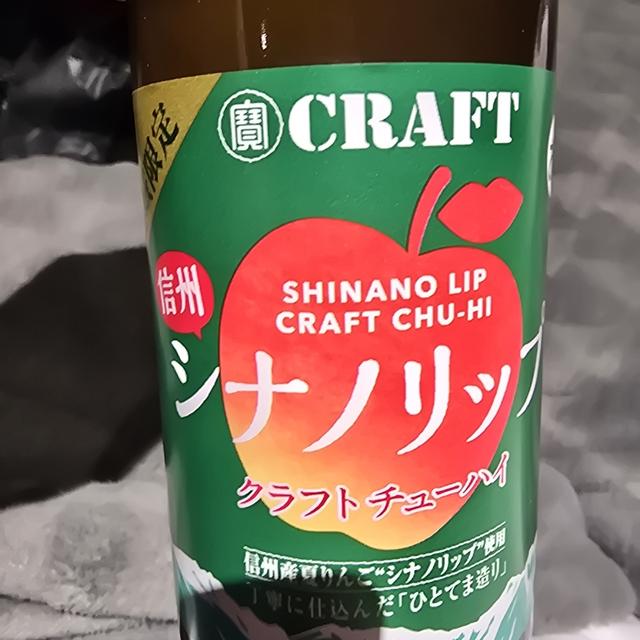 限定
寶 CRAFT
SHINANO LIP
CRAFT CHU-HI
信州
シナノリップ
クラフトチューハイ
信州産夏りんご“シナノリップ”使用
丁寧に仕込んだ「ひとてま造り」